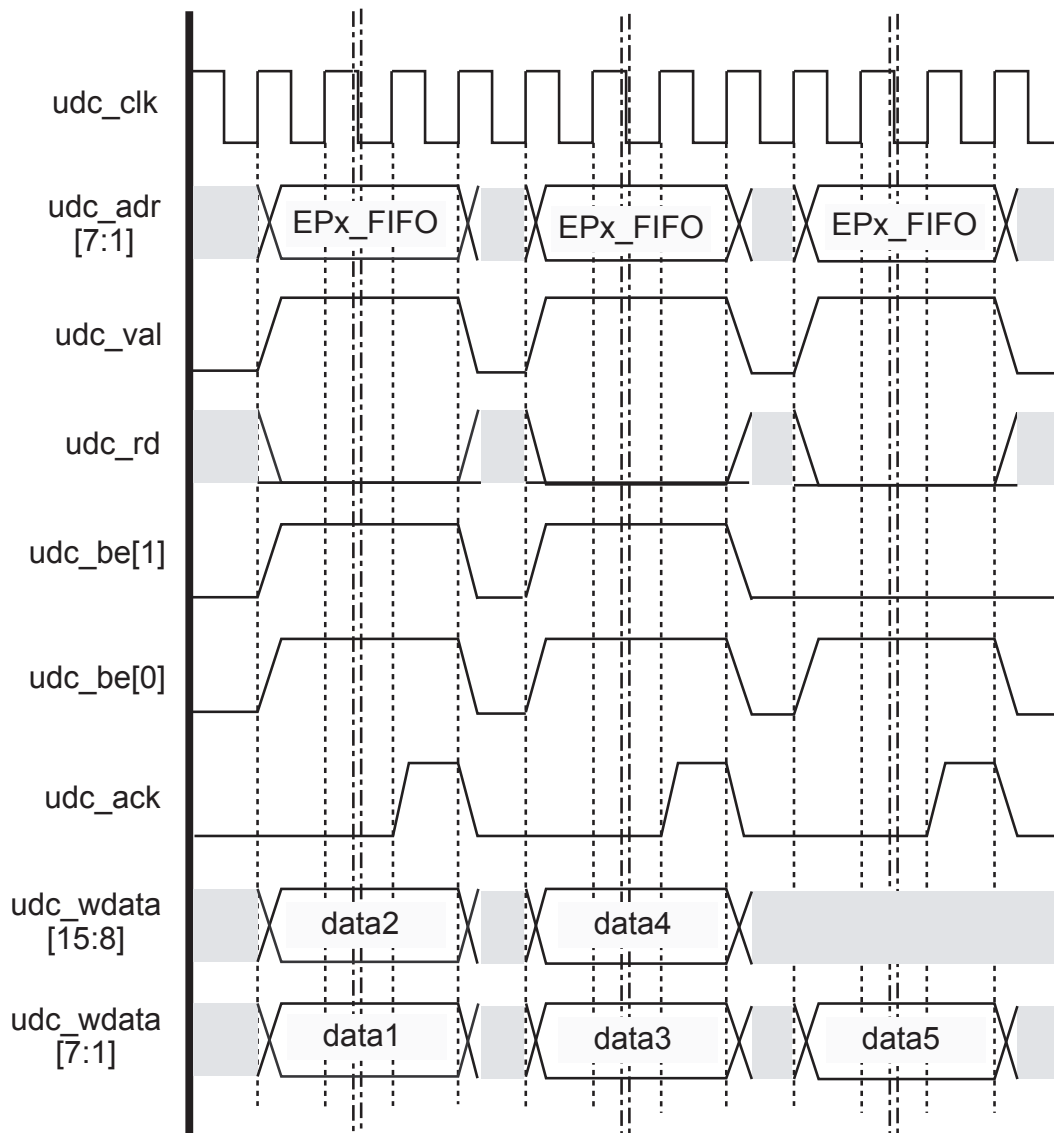 udc_clk
udc_adr
[7:1]
EPx_FIFO EPx_FIFO EPx_FIFO
udc_val
udc_rd
udc_be[1]
udc_be[0]
udc_ack
udc_wdata
[15:8]
data2 data4
udc_wdata
[7:1]
data1 data3 data5